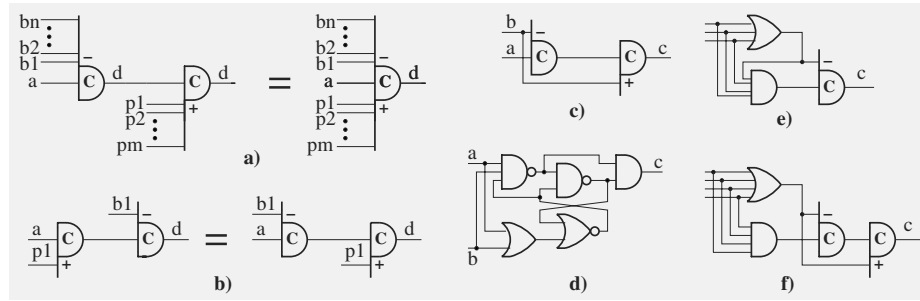 bn
b2
b1
a
C
d
p1
p2
pm
C
d
+
−
=
bn
b2
b1
a
C
d
p1
p2
pm
−
+
a)
b
a
−
C
C
+
c
c)
−
C
c
e)
b1
−
a
C
C
d
p1
+
=
b1
−
a
C
C
d
p1
+
b)
a
b
c
d)
−
C
C
+
c
f)